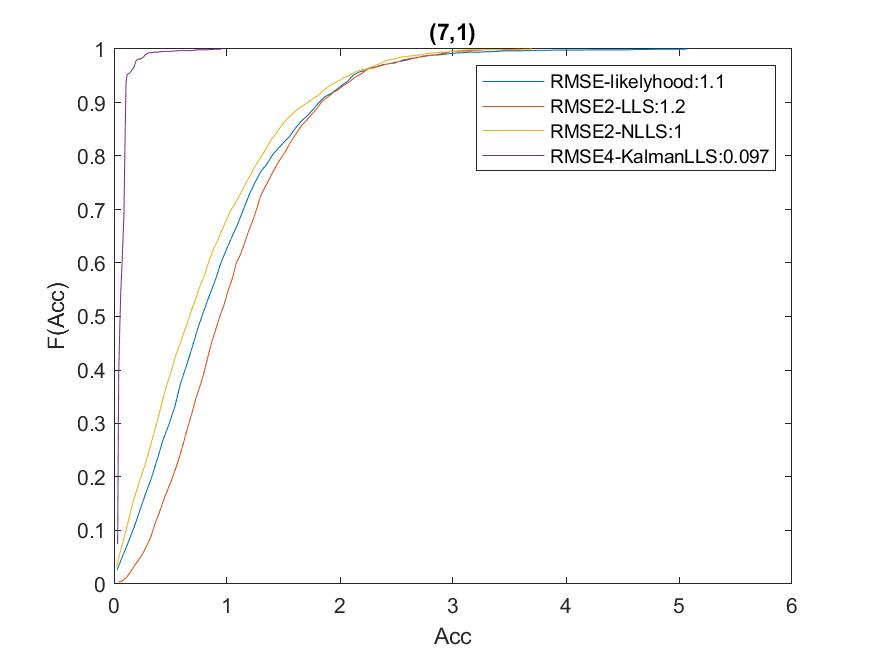 (7,1)
1
0.9
0.8
0.7
0.6
0.5
0.4
0.3
0.2
0.1
0
F(Acc)
RMSE-likelyhood:1.1
RMSE2-LLS:1.2
RMSE2-NLLS:1
RMSE4-KalmanLLS:0.097
0 1 2 3 4 5 6
Acc